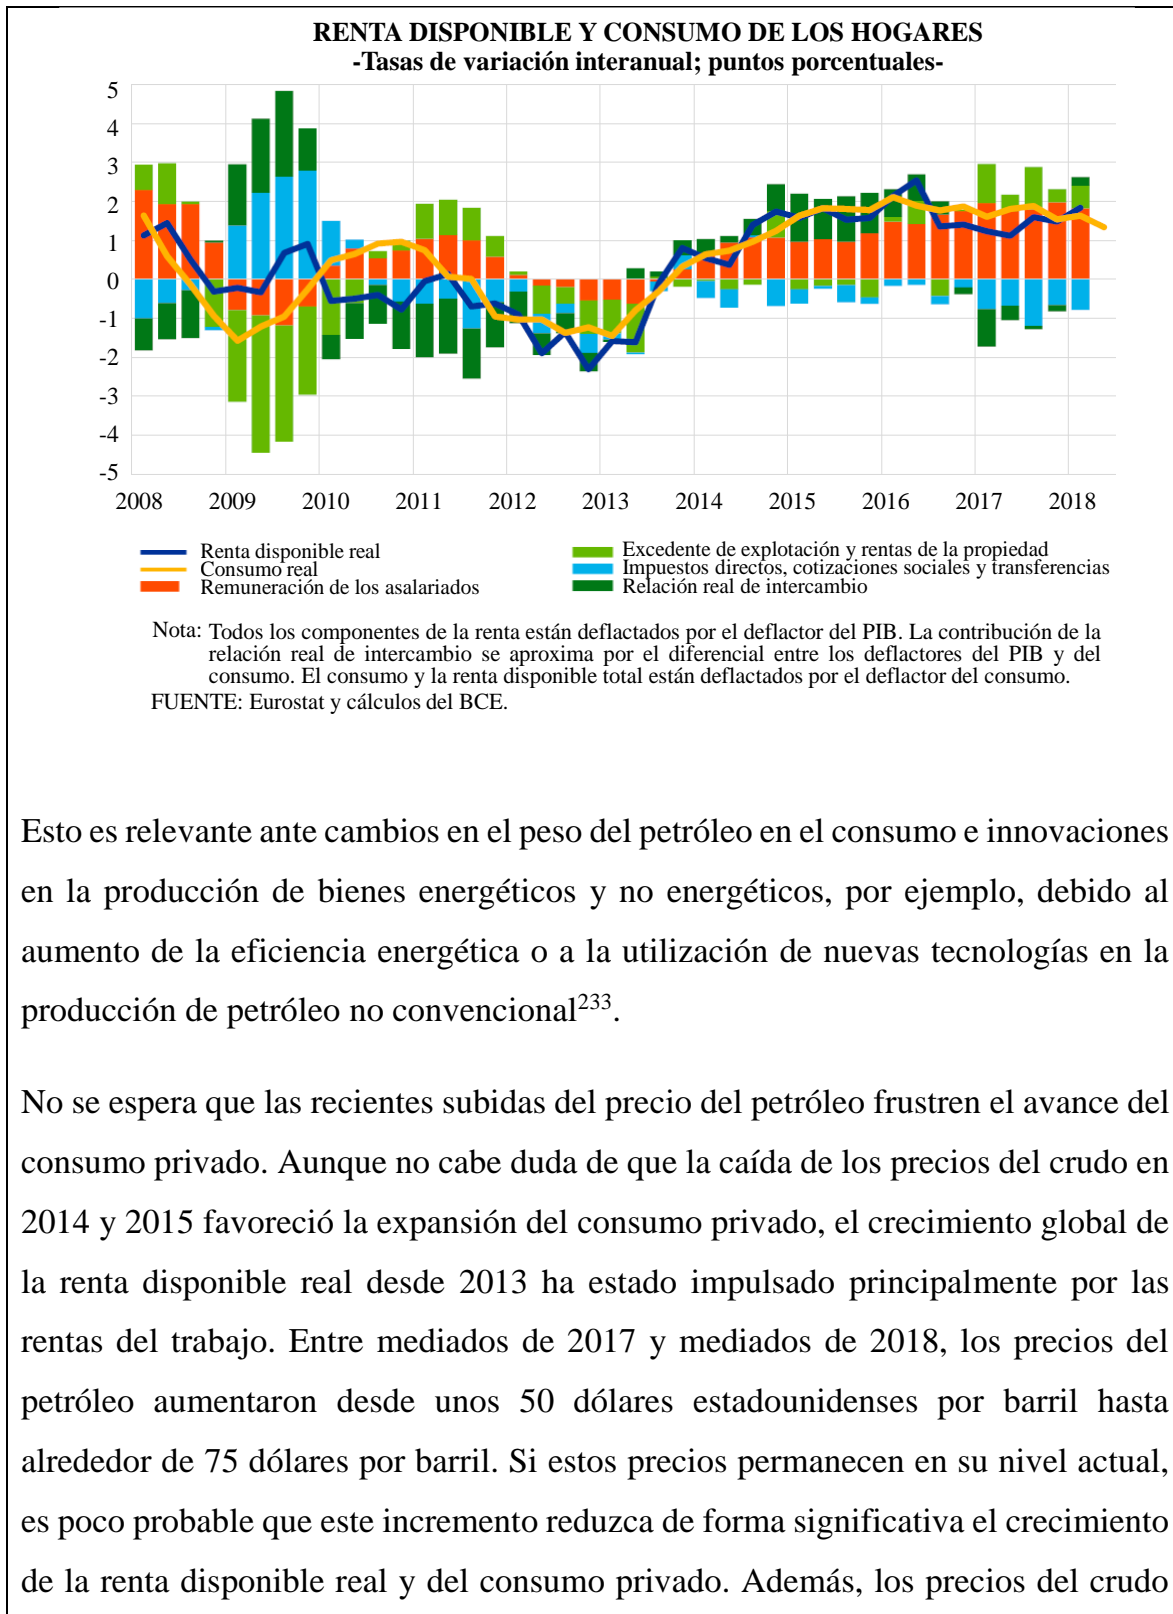 RENTA DISPONIBLE Y CONSUMO DE LOS HOGARES
-Tasas de variación interanual; puntos porcentuales-
5
4
3
2
1
0
-1
-2
-3
-4
-5
2008 2009 2010 2011 2012 2013 2014 2015 2016 2017 2018
Renta disponible real
Consumo real
Remuneración de los asalariados
Excedente de explotación y rentas de la propiedad
Impuestos directos, cotizaciones sociales y transferencias
Relación real de intercambio
Nota: Todos los componentes de la renta están deflactados por el deflactor del PIB. La contribución de la
relación real de intercambio se aproxima por el diferencial entre los deflactores del PIB y del
consumo. El consumo y la renta disponible total están deflactados por el deflactor del consumo.
FUENTE: Eurostat y cálculos del BCE.
Esto es relevante ante cambios en el peso del petróleo en el consumo e innovaciones
en la producción de bienes energéticos y no energéticos, por ejemplo, debido al
aumento de la eficiencia energética o a la utilización de nuevas tecnologías en la
producción de petróleo no convencional233.
No se espera que las recientes subidas del precio del petróleo frustren el avance del
consumo privado. Aunque no cabe duda de que la caída de los precios del crudo en
2014 y 2015 favoreció la expansión del consumo privado, el crecimiento global de
la renta disponible real desde 2013 ha estado impulsado principalmente por las
rentas del trabajo. Entre mediados de 2017 y mediados de 2018, los precios del
petróleo aumentaron desde unos 50 dólares estadounidenses por barril hasta
alrededor de 75 dólares por barril. Si estos precios permanecen en su nivel actual,
es poco probable que este incremento reduzca de forma significativa el crecimiento
de la renta disponible real y del consumo privado. Además, los precios del crudo